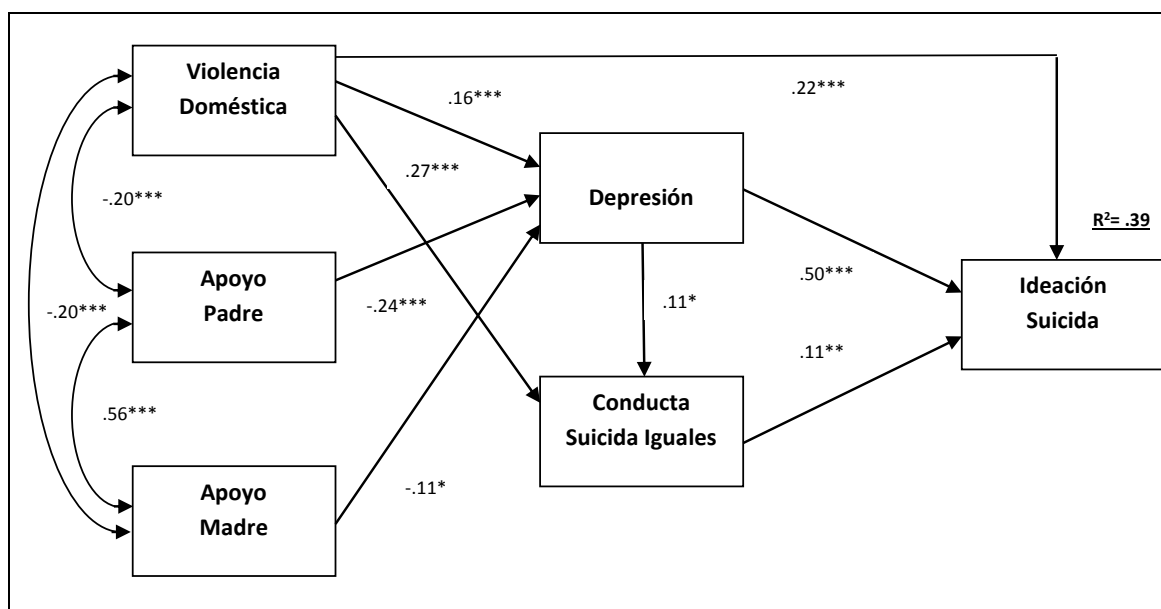 Violencia
Doméstica
.16***
.22***
.27***
-.20***
Depresión
R²= .39
Apoyo
Padre
-.20***
-.24***
.11*
.50***
Ideación
Suicida
.11**
.56***
Conducta
Suicida Iguales
Apoyo
Madre
-.11*